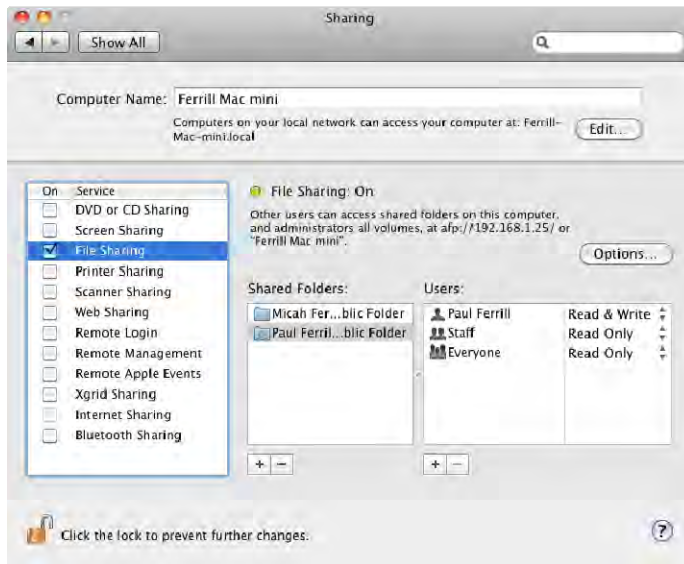 Sharing
Show All
Computer Name: Ferrill Mac mini
Computers on your local network can access your computer at: Ferrill-
Mac-mini.local
Edit...
On Service
DVD or CD Sharing
Screen Sharing
File Sharing
Printer Sharing
Scanner Sharing
Web Sharing
Remote Login
Remote Management
Remote Apple Events
Xgrid Sharing
Internet Sharing
Bluetooth Sharing
File Sharing: On
Other users can access shared folders on this computer,
and administrators all volumes, at afp://192.168.1.25/ or
"Ferrill Mac mini".
Options...
Shared Folders:
Micah Fer...blic Folder
Paul Ferril...blic Folder
+ −
Users:
Paul Ferrill Read & Write
Staff Read Only
Everyone Read Only
+ −
Click the lock to prevent further changes.
?